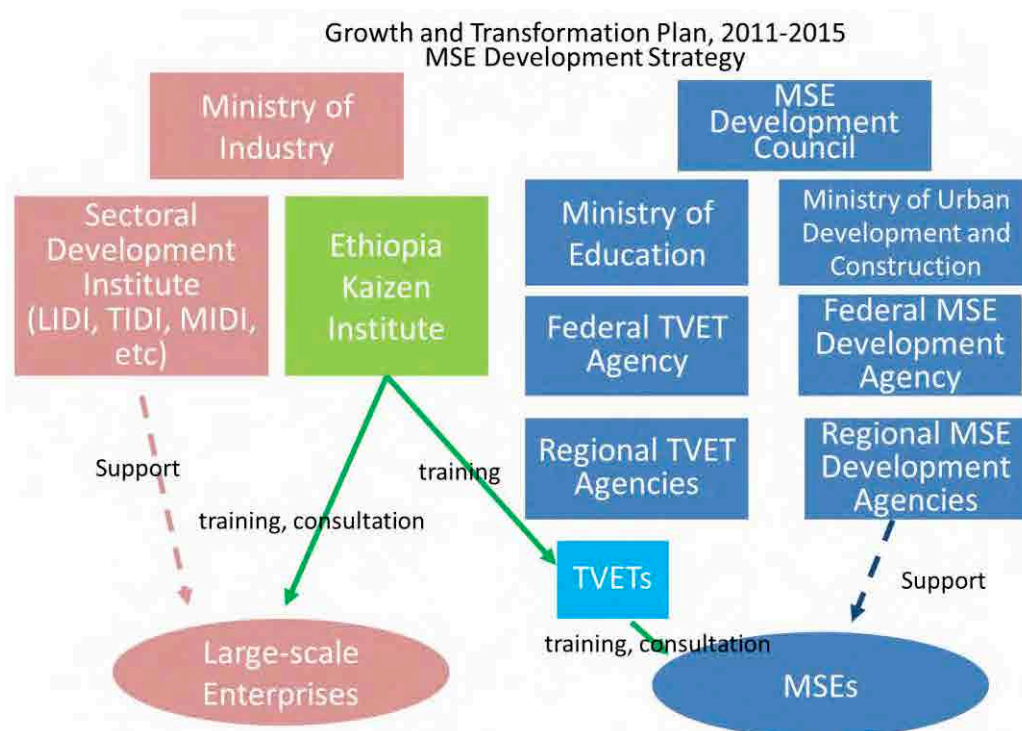 Growth and Transformation Plan, 2011-2015
MSE Development Strategy
Ministry of
Industry
MSE
Development
Council
Sectoral
Development
Institute
(LIDI, TIDI, MIDI,
etc)
Ethiopia
Kaizen
Institute
Ministry of
Education
Ministry of Urban
Development and
Construction
Federal TVET
Agency
Federal MSE
Development
Agency
Regional TVET
Agencies
Regional MSE
Development
Agencies
Support
training
training, consultation
TVETs
Support
training, consultation
Large-scale
Enterprises
MSEs